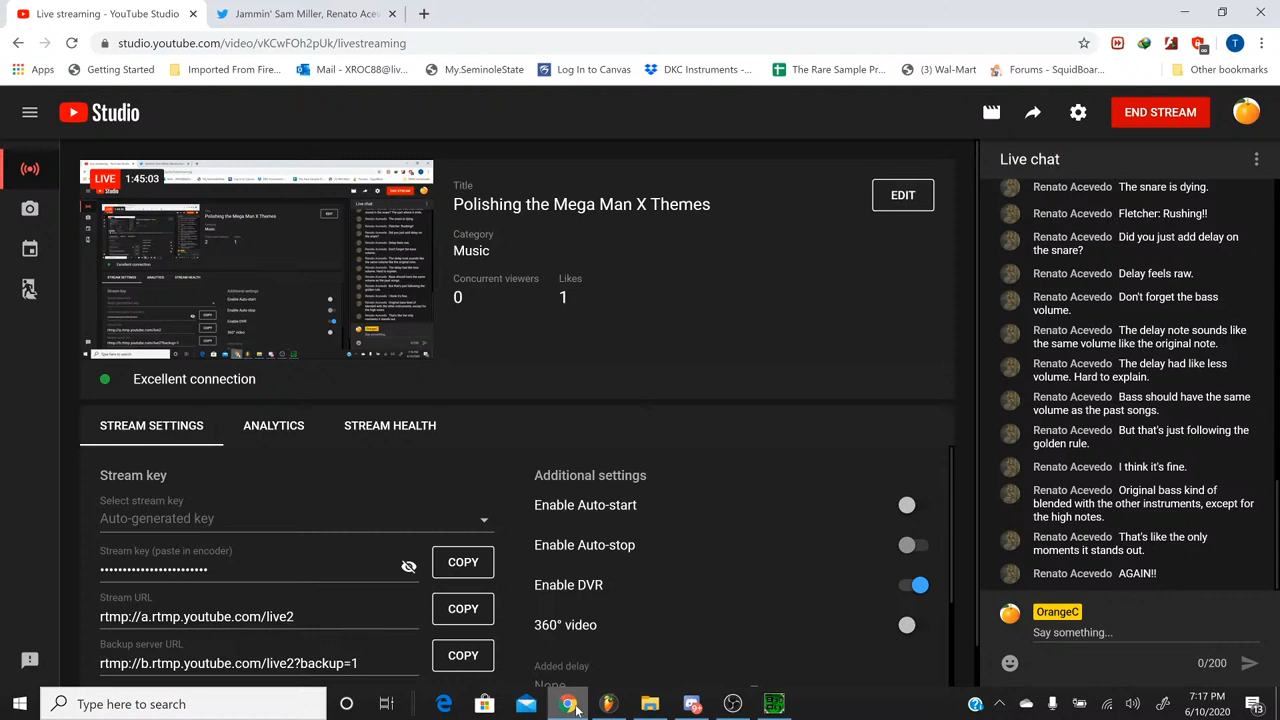 Live streaming - YouTube Studio
Jammin' Sam Miller, Renato Acev
studio.youtube.com/video/vKCwFOh2pUk/livestreaming
T
Apps
Getting Started
Imported From Fire...
Mail - XROC88@liv...
My.SeminoleState
Log In to Canvas
DKC Instruments -...
The Rare Sample Pr...
(3) Wal-Mart
Forums - SquidBoar...
Other bookmarks
Studio
END STREAM
LIVE 1:45:03
Title
Polishing the Mega Man X Themes
EDIT
Category
Music
Concurrent viewers
0
Likes
1
Excellent connection
STREAM SETTINGS
ANALYTICS
STREAM HEALTH
Stream key
Select stream key
Auto-generated key
Stream key (paste in encoder)
•••••••••••••••••••••••
COPY
Stream URL
rtmp://a.rtmp.youtube.com/live2
COPY
Backup server URL
rtmp://b.rtmp.youtube.com/live2?backup=1
COPY
Additional settings
Enable Auto-start
Enable Auto-stop
Enable DVR
360° video
Added delay
None
Live chat
Renato Acevedo The snare is dying.
Renato Acevedo Fletcher: Rushing!!
Renato Acevedo Did you just add delay on
the snare?
Renato Acevedo Delay feels raw.
Renato Acevedo Don't forget the bass
volume.
Renato Acevedo The delay note sounds like
the same volume like the original note.
Renato Acevedo The delay had like less
volume. Hard to explain.
Renato Acevedo Bass should have the same
volume as the past songs.
Renato Acevedo But that's just following the
golden rule.
Renato Acevedo I think it's fine.
Renato Acevedo Original bass kind of
blended with the other instruments, except for
the high notes.
Renato Acevedo That's like the only
moments it stands out.
Renato Acevedo AGAIN!!
OrangeC
Say something...
0/200
Type here to search
7:17 PM
6/10/2020
13